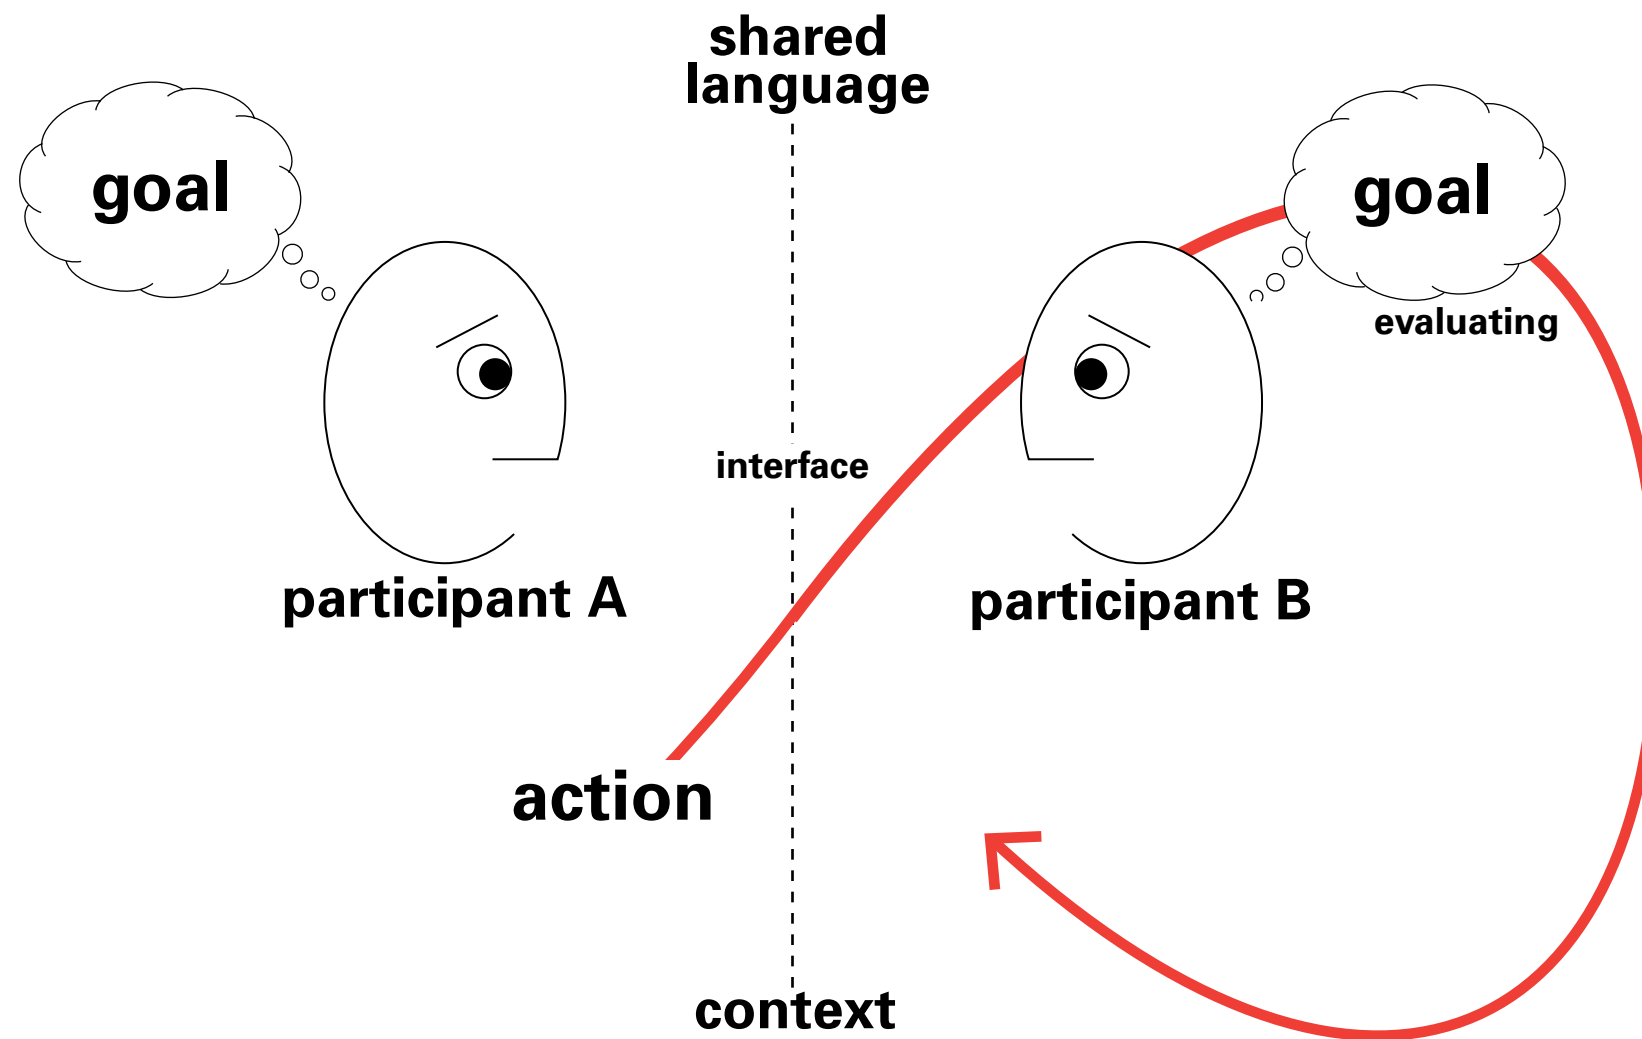 shared
language
goal
goal
evaluating
interface
participant A
participant B
action
context